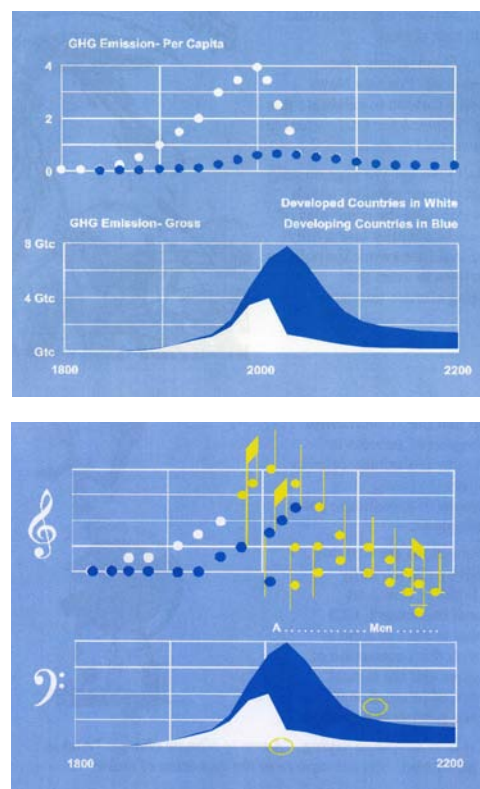 GHG Emission- Per Capita
4
2
0
Developed Countries in White
GHG Emission- Gross
Developing Countries in Blue
8 Gtc
4 Gtc
Gtc
1800
2000
2200
A . . . . . . . . . . . . . . Men . . . . . . .
1800
2200